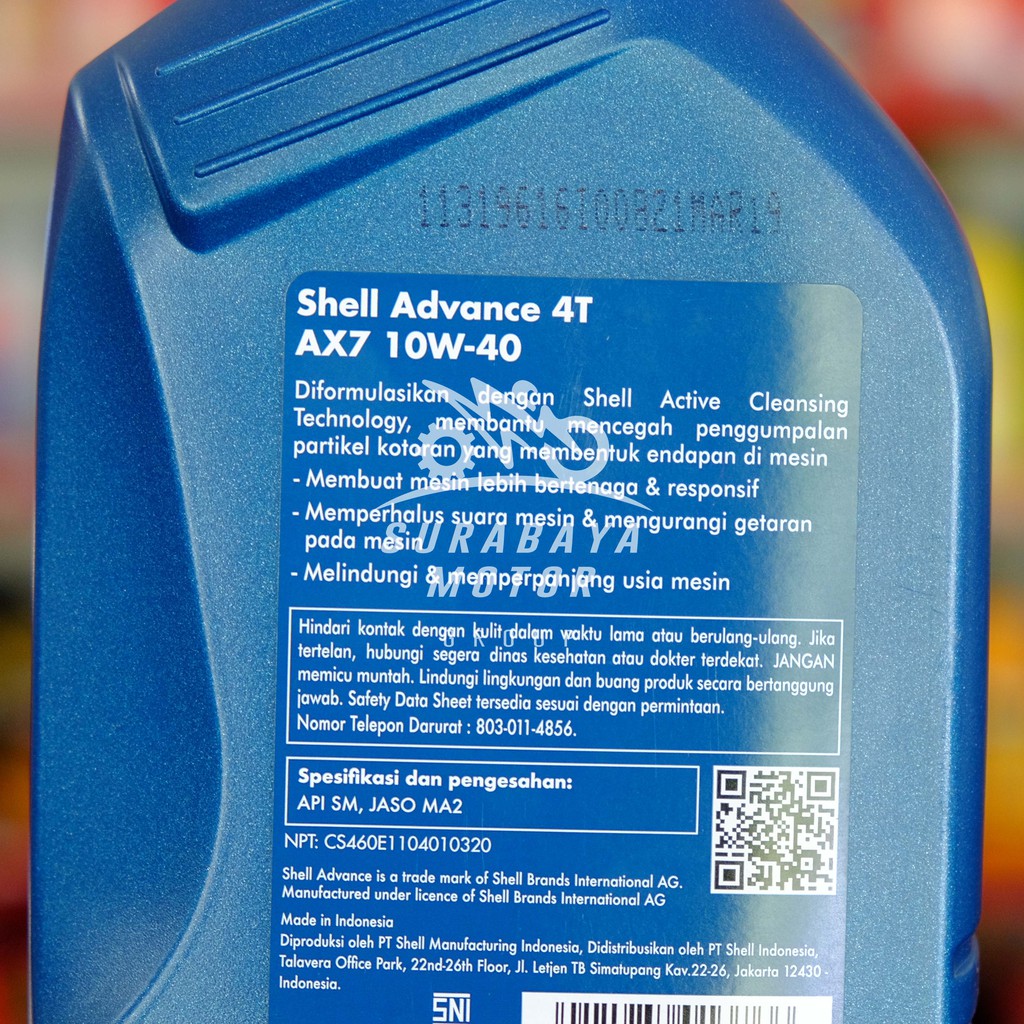 11319616I00B21MAR19
Shell Advance 4T
AX7 10W-40
Diformulasikan dengan Shell Active Cleansing
Technology, membantu mencegah penggumpalan
partikel kotoran yang membentuk endapan di mesin
- Membuat mesin lebih bertenaga & responsif
- Memperhalus suara mesin & mengurangi getaran
pada mesin
- Melindungi & memperpanjang usia mesin
SURABAYA
MOTOR
GROUP
Hindari kontak dengan kulit dalam waktu lama atau berulang-ulang. Jika
tertelan, hubungi segera dinas kesehatan atau dokter terdekat. JANGAN
memicu muntah. Lindungi lingkungan dan buang produk secara bertanggung
jawab. Safety Data Sheet tersedia sesuai dengan permintaan.
Nomor Telepon Darurat : 803-011-4856.
Spesifikasi dan pengesahan:
API SM, JASO MA2
NPT: CS460E1104010320
Shell Advance is a trade mark of Shell Brands International AG.
Manufactured under licence of Shell Brands International AG
Made in Indonesia
Diproduksi oleh PT Shell Manufacturing Indonesia, Didistribusikan oleh PT Shell Indonesia,
Talavera Office Park, 22nd-26th Floor, Jl. Letjen TB Simatupang Kav.22-26, Jakarta 12430 -
Indonesia.
SNI